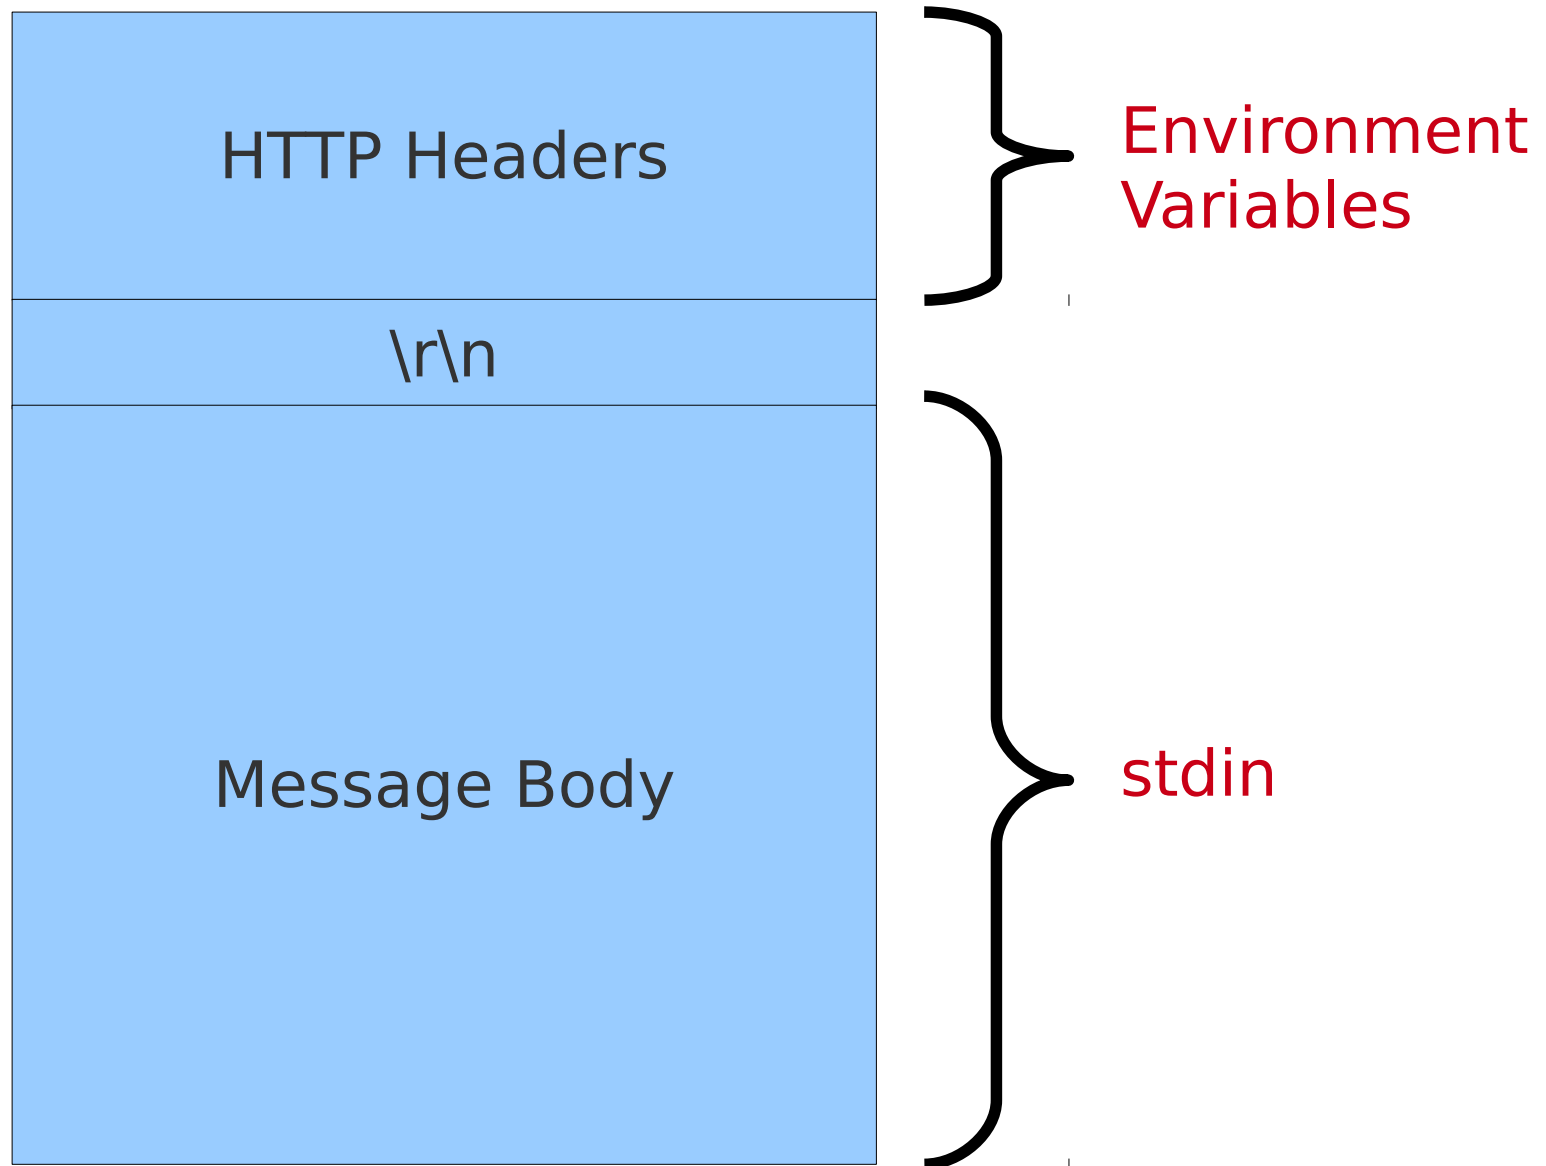 HTTP Headers
Environment
Variables
\r\n
Message Body
stdin